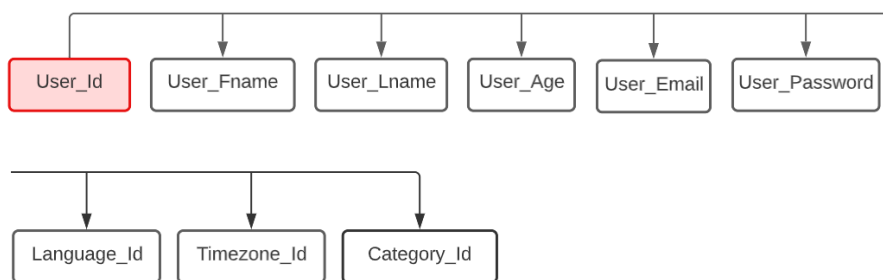 User_Id User_Fname User_Lname User_Age User_Email User_Password
Language_Id Timezone_Id Category_Id